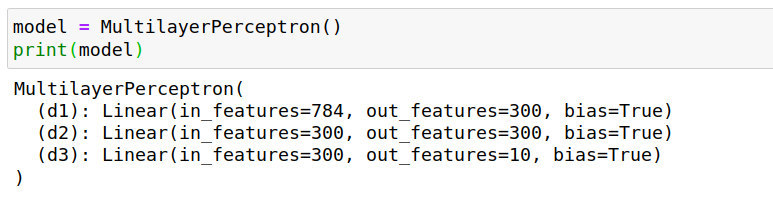 model = MultilayerPerceptron()
print(model)
MultilayerPerceptron(
  (d1): Linear(in_features=784, out_features=300, bias=True)
  (d2): Linear(in_features=300, out_features=300, bias=True)
  (d3): Linear(in_features=300, out_features=10, bias=True)
)